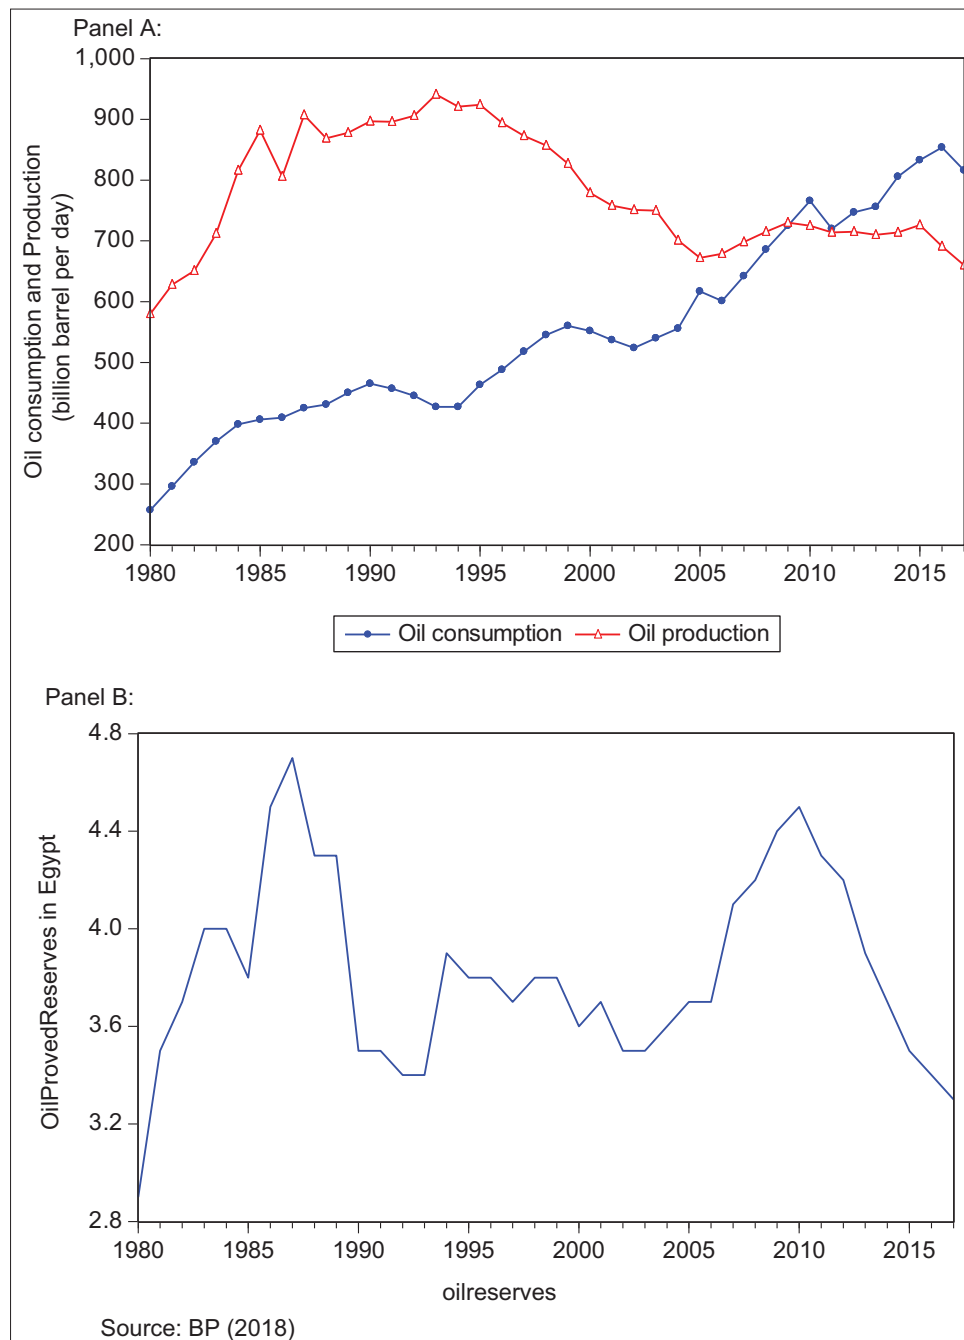 Panel A:
Oil consumption and Production
(billion barrel per day)
1,000
900
800
700
600
500
400
300
200
1980 1985 1990 1995 2000 2005 2010 2015
Oil consumption Oil production
Panel B:
OilProvedReserves in Egypt
4.8
4.4
4.0
3.6
3.2
2.8
1980 1985 1990 1995 2000 2005 2010 2015
oilreserves
Source: BP (2018)